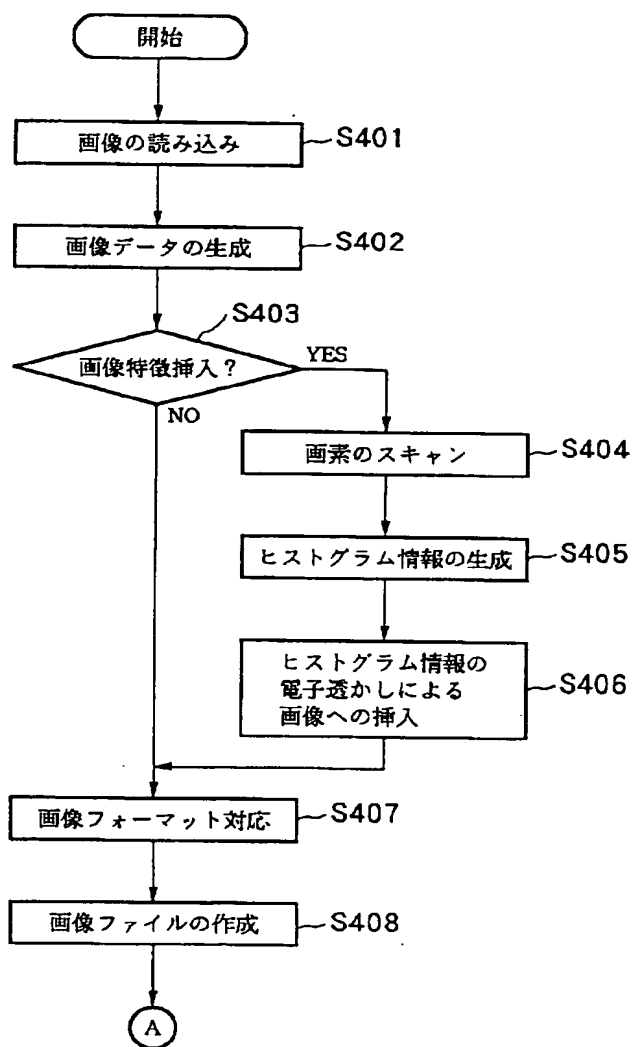 開始
画像の読み込み
S401
画像データの生成
S402
S403
画像特徴挿入?
YES
NO
画素のスキャン
S404
ヒストグラム情報の生成
S405
ヒストグラム情報の
電子透かしによる
画像への挿入
S406
画像フォーマット対応
S407
画像ファイルの作成
S408
A